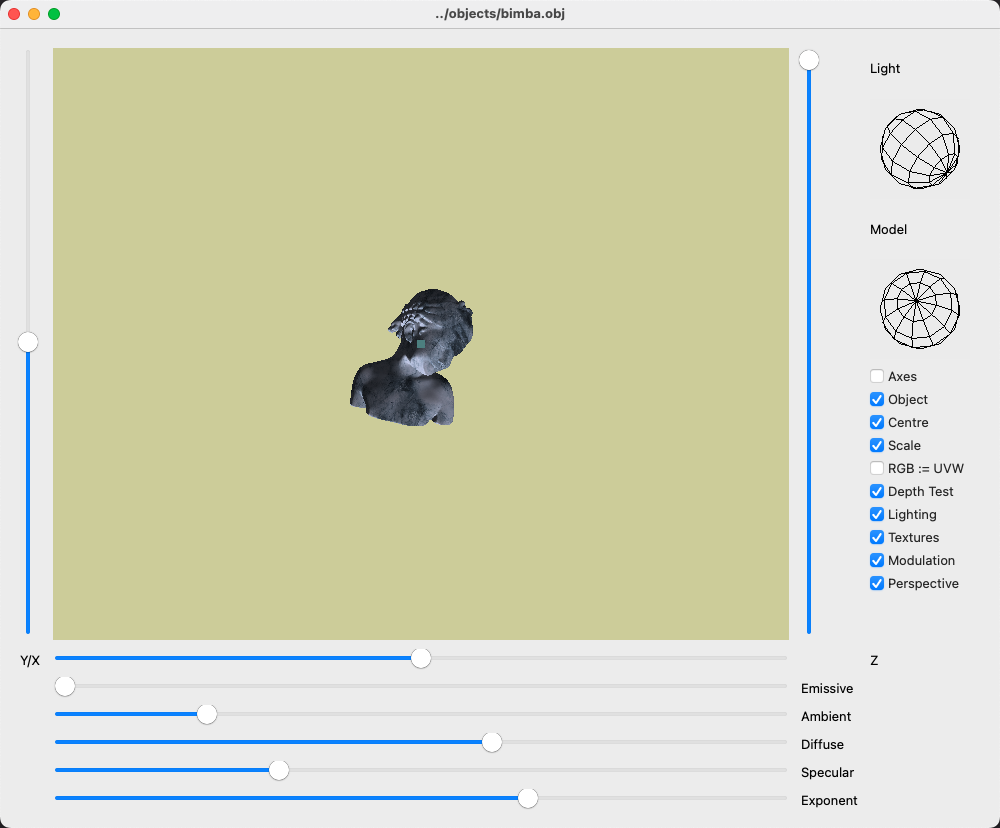 ../objects/bimba.obj
Light
Model
Axes
Object
Centre
Scale
RGB := UVW
Depth Test
Lighting
Textures
Modulation
Perspective
Y/X
Z
Emissive
Ambient
Diffuse
Specular
Exponent